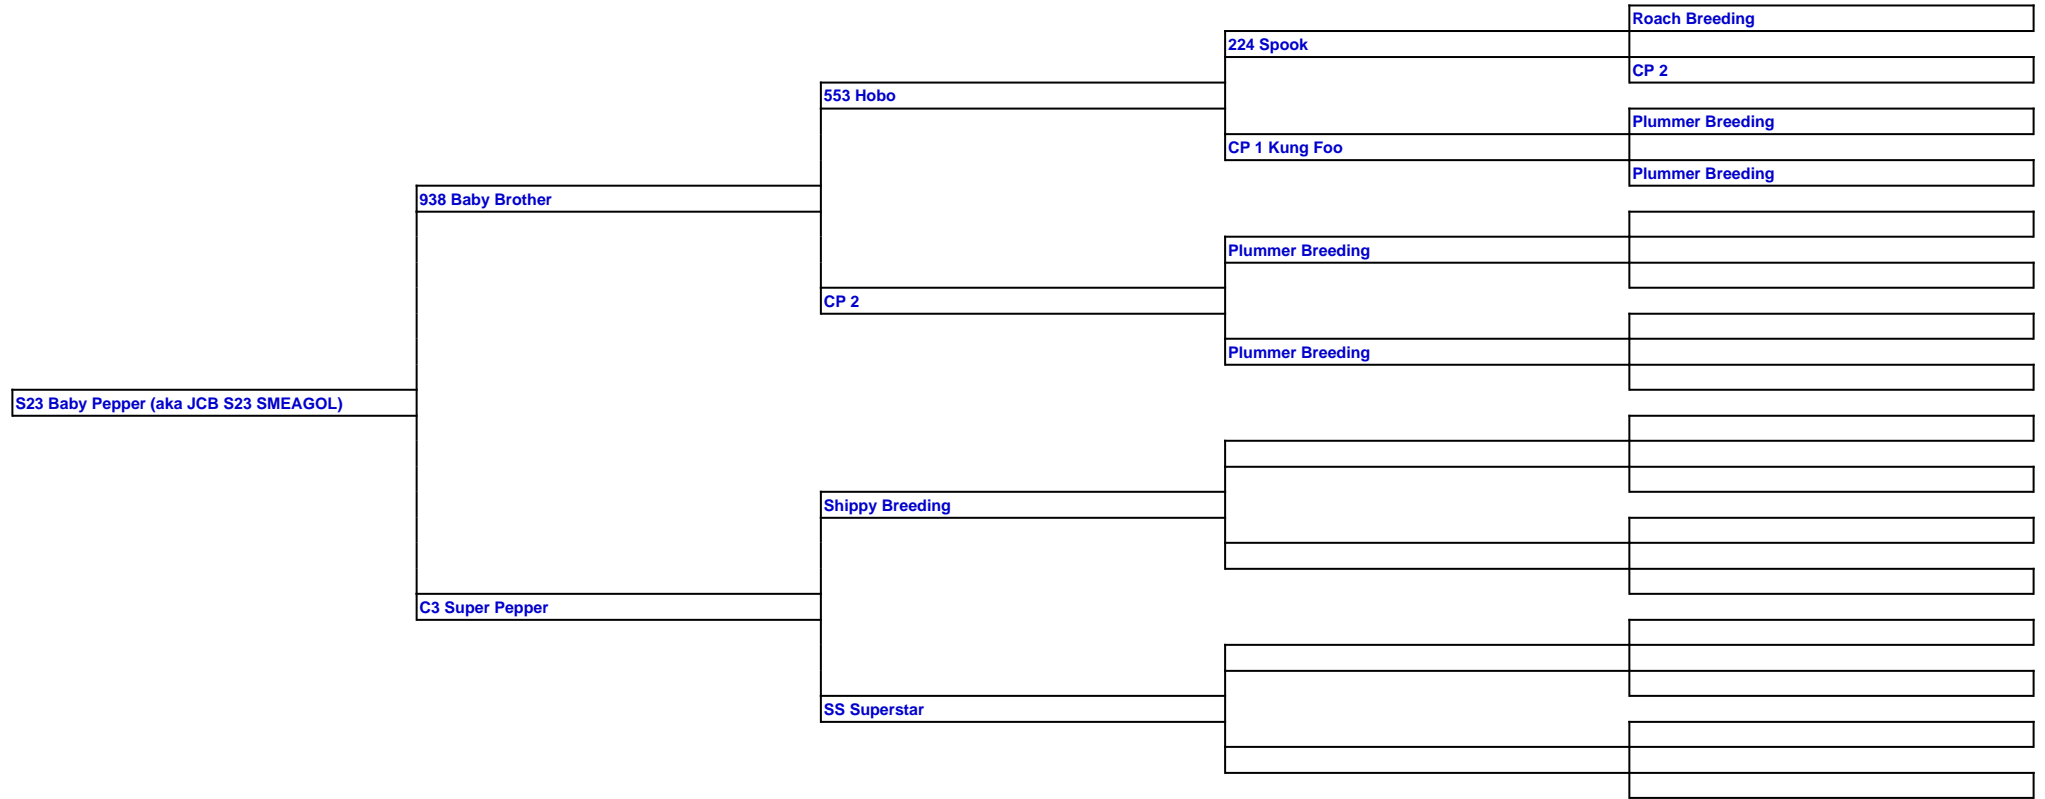 Roach Breeding
224 Spook
CP 2
553 Hobo
Plummer Breeding
CP 1 Kung Foo
Plummer Breeding
938 Baby Brother
Plummer Breeding
CP 2
Plummer Breeding
S23 Baby Pepper (aka JCB S23 SMEAGOL)
Shippy Breeding
C3 Super Pepper
SS Superstar